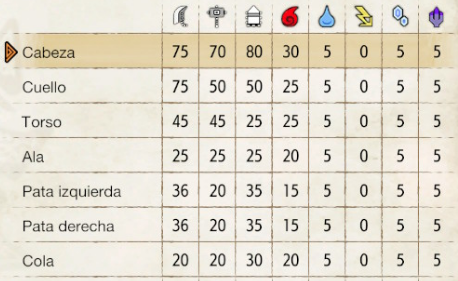 Cabeza 75 70 80 30 5 0 5 5
Cuello 75 50 50 25 5 0 5 5
Torso 45 45 25 25 5 0 5 5
Ala 25 25 25 20 5 0 5 5
Pata izquierda 36 20 35 15 5 0 5 5
Pata derecha 36 20 35 15 5 0 5 5
Cola 20 20 30 20 5 0 5 5